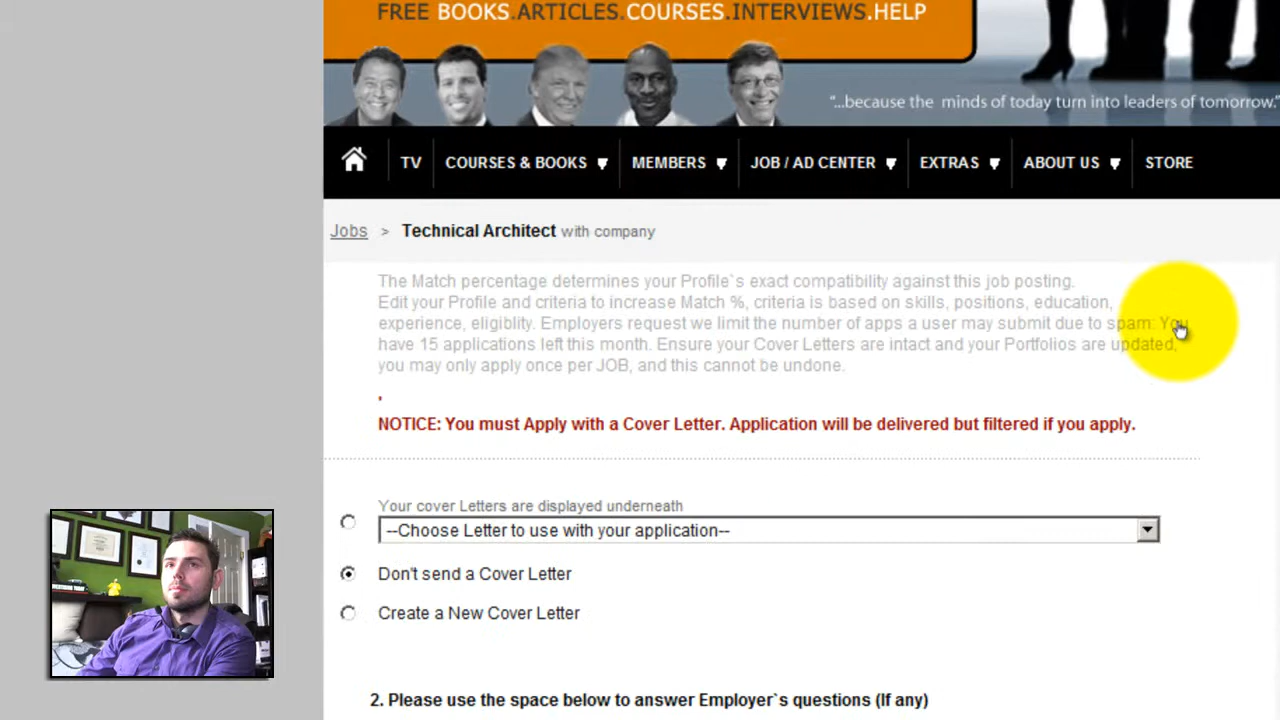 FREE BOOKS.ARTICLES.COURSES.INTERVIEWS.HELP
“...because the minds of today turn into leaders of tomorrow.”
TV COURSES & BOOKS MEMBERS JOB / AD CENTER EXTRAS ABOUT US STORE
Jobs > Technical Architect with company
The Match percentage determines your Profile`s exact compatibility against this job posting.
Edit your Profile and criteria to increase Match %, criteria is based on skills, positions, education,
experience, eligiblity. Employers request we limit the number of apps a user may submit due to spam: You
have 15 applications left this month. Ensure your Cover Letters are intact and your Portfolios are updated,
you may only apply once per JOB, and this cannot be undone.
'
NOTICE: You must Apply with a Cover Letter. Application will be delivered but filtered if you apply.
Your cover Letters are displayed underneath
--Choose Letter to use with your application--
Don't send a Cover Letter
Create a New Cover Letter
2. Please use the space below to answer Employer`s questions (If any)